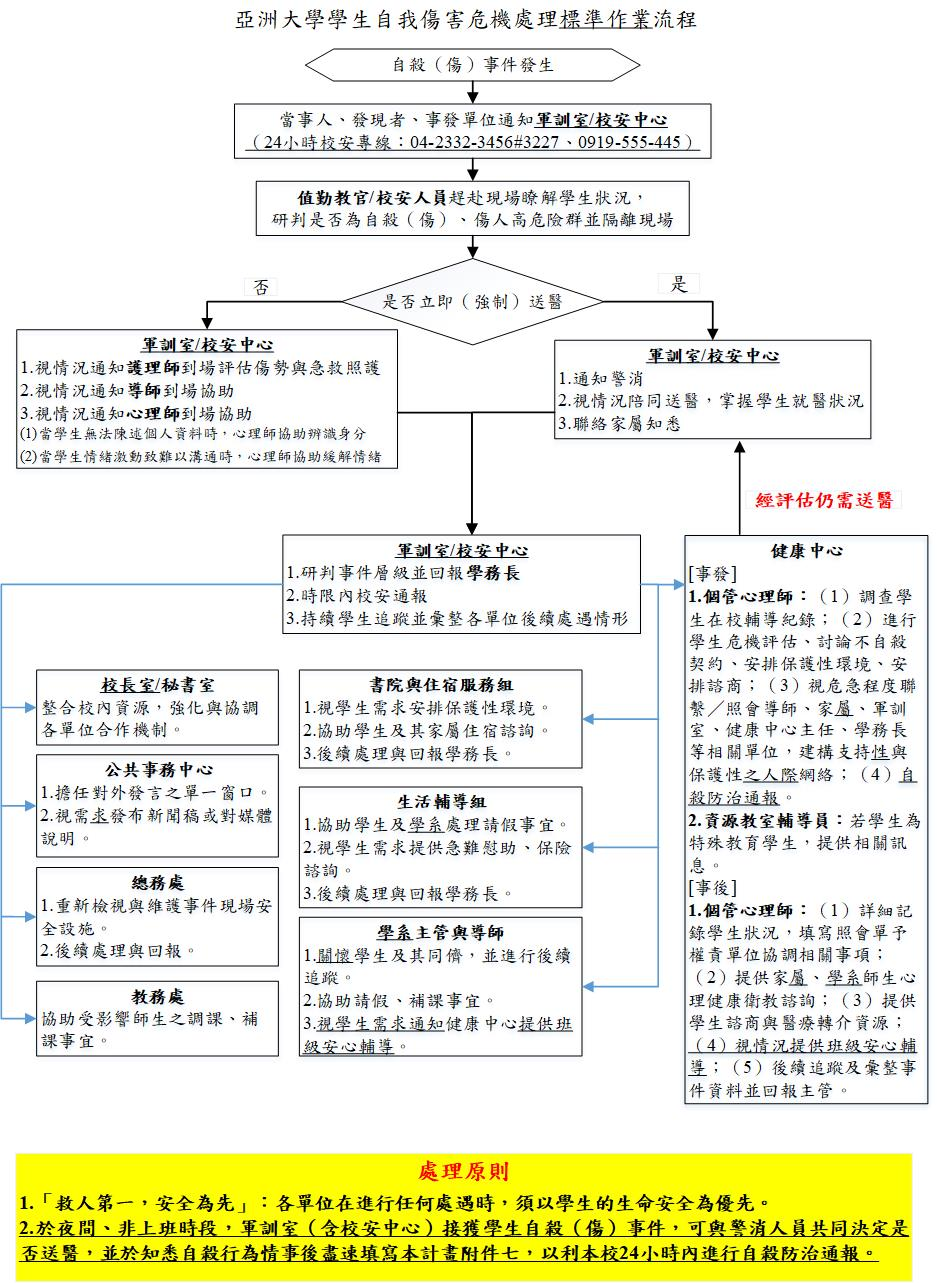 亞洲大學學生自我傷害危機處理標準作業流程
自殺（傷）事件發生
當事人、發現者、事發單位通知軍訓室/校安中心
（24小時校安專線：04-2332-3456#3227、0919-555-445）
值勤教官/校安人員趕赴現場瞭解學生狀況，
研判是否為自殺（傷）、傷人高危險群並隔離現場
是否立即（強制）送醫
否
是
軍訓室/校安中心
1.視情況通知護理師到場評估傷勢與急救照護
2.視情況通知導師到場協助
3.視情況通知心理師到場協助
(1)當學生無法陳述個人資料時，心理師協助辨識身分
(2)當學生情緒激動致難以溝通時，心理師協助緩解情緒
軍訓室/校安中心
1.通知警消
2.視情況陪同送醫，掌握學生就醫狀況
3.聯絡家屬知悉
經評估仍需送醫
軍訓室/校安中心
1.研判事件層級並回報學務長
2.時限內校安通報
3.持續學生追蹤並彙整各單位後續處遇情形
校長室/秘書室
整合校內資源，強化與協調
各單位合作機制。
公共事務中心
1.擔任對外發言之單一窗口。
2.視需求發布新聞稿或對媒體
說明。
總務處
1.重新檢視與維護事件現場安
全設施。
2.後續處理與回報。
教務處
協助受影響師生之調課、補
課事宜。
書院與住宿服務組
1.視學生需求安排保護性環境。
2.協助學生及其家屬住宿諮詢。
3.後續處理與回報學務長。
生活輔導組
1.協助學生及學系處理請假事宜。
2.視學生需求提供急難慰助、保險
諮詢。
3.後續處理與回報學務長。
學系主管與導師
1.關懷學生及其同儕，並進行後續
追蹤。
2.協助請假、補課事宜。
3.視學生需求通知健康中心提供班
級安心輔導。
健康中心
[事發]
1.個管心理師：（1）調查學
生在校輔導紀錄；（2）進行
學生危機評估、討論不自殺
契約、安排保護性環境、安
排諮商；（3）視危急程度聯
繫／照會導師、家屬、軍訓
室、健康中心主任、學務長
等相關單位，建構支持性與
保護性之人際網絡；（4）自
殺防治通報。
2.資源教室輔導員：若學生為
特殊教育學生，提供相關訊
息。
[事後]
1.個管心理師：（1）詳細記
錄學生狀況，填寫照會單予
權責單位協調相關事項；
（2）提供家屬、學系師生心
理健康衛教諮詢；（3）提供
學生諮商與醫療轉介資源；
（4）視情況提供班級安心輔
導；（5）後續追蹤及彙整事
件資料並回報主管。
處理原則
1.「救人第一，安全為先」：各單位在進行任何處遇時，須以學生的生命安全為優先。
2.於夜間、非上班時段，軍訓室（含校安中心）接獲學生自殺（傷）事件，可與警消人員共同決定是
否送醫，並於知悉自殺行為情事後盡速填寫本計畫附件七，以利本校24小時內進行自殺防治通報。